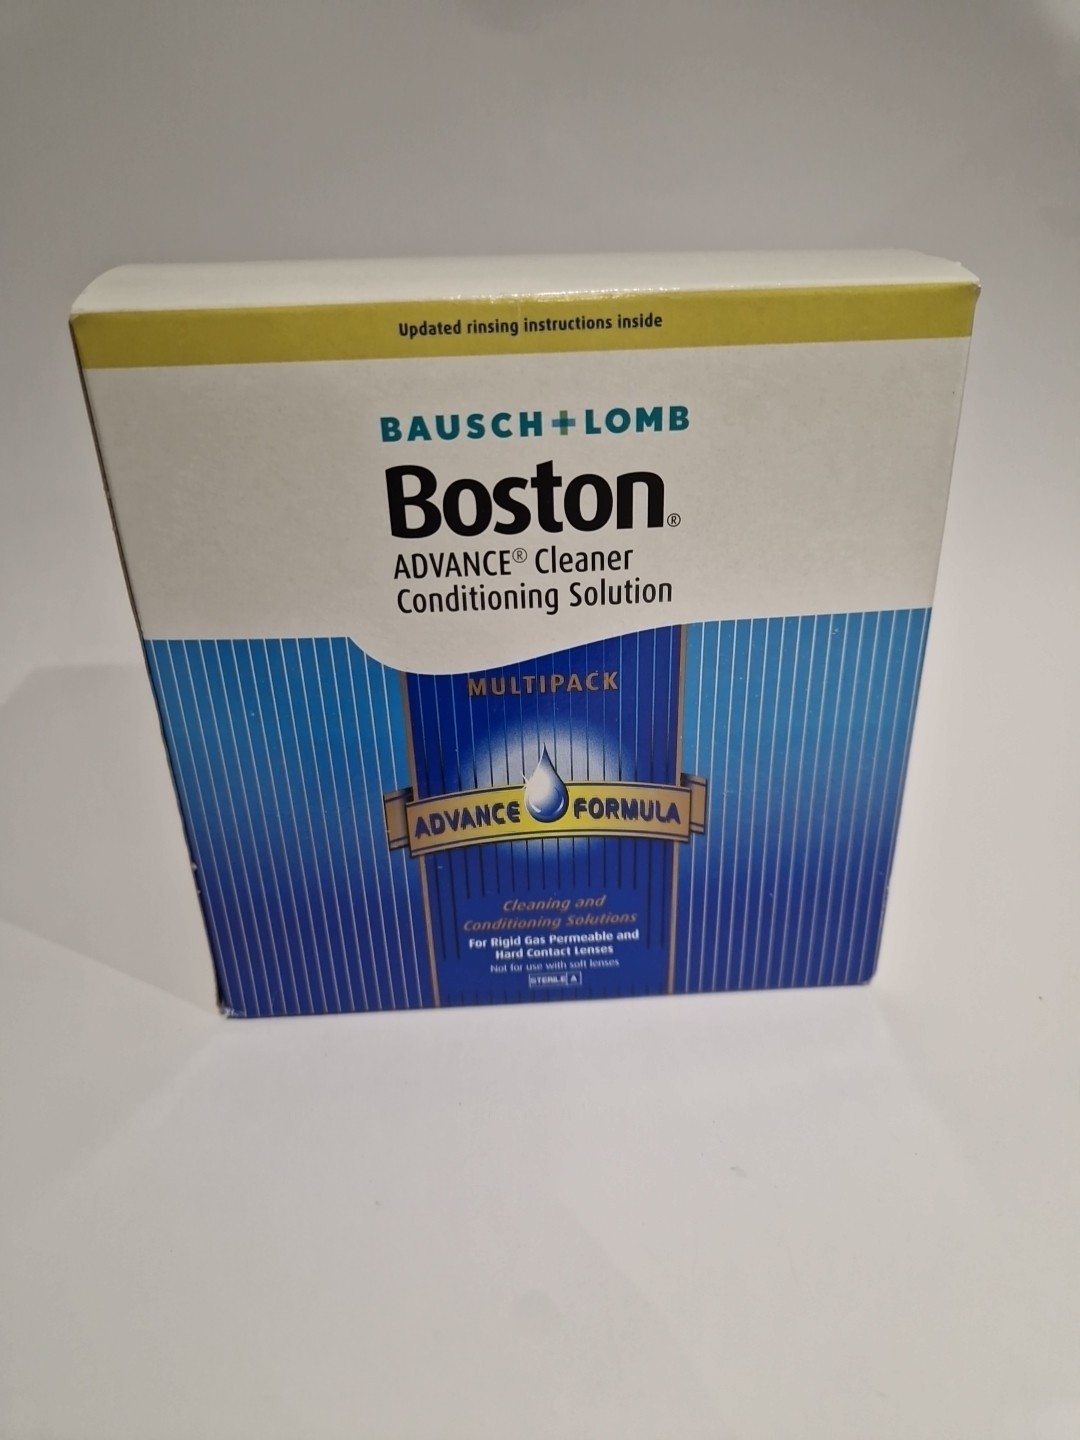 Updated rinsing instructions inside
BAUSCH + LOMB
Boston®
ADVANCE® Cleaner
Conditioning Solution
MULTIPACK
ADVANCE FORMULA
Cleaning and
Conditioning Solutions
For Rigid Gas Permeable and
Hard Contact Lenses
Not for use with soft lenses
STERILE A